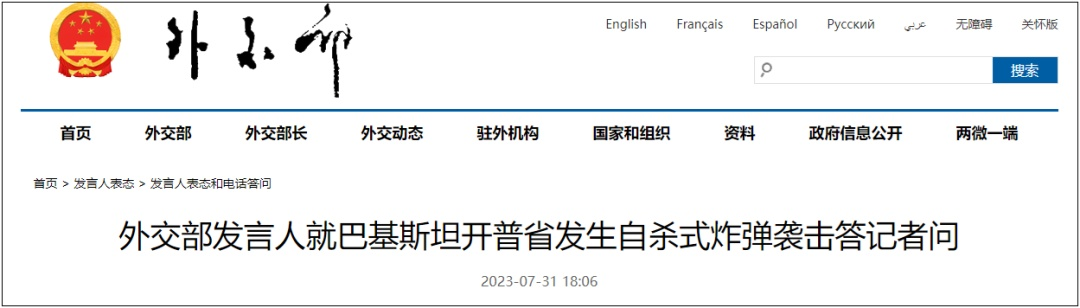 外交部
English Français Español Русский عربي 无障碍 关怀版
搜索
首页 外交部 外交部长 外交动态 驻外机构 国家和组织 资料 政府信息公开 两微一端
首页 > 发言人表态 > 发言人表态和电话答问
外交部发言人就巴基斯坦开普省发生自杀式炸弹袭击答记者问
2023-07-31 18:06